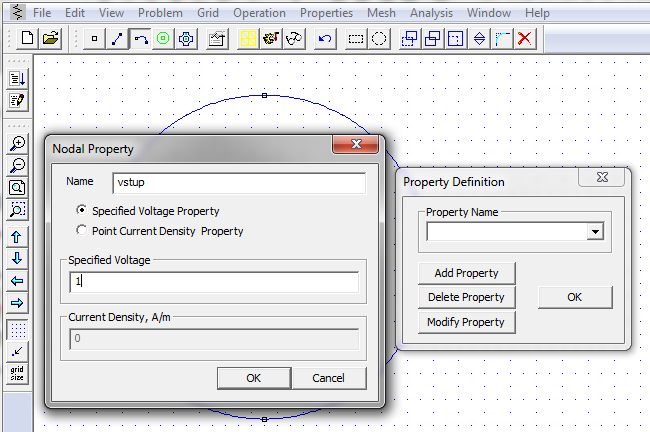 File Edit View Problem Grid Operation Properties Mesh Analysis Window Help
Nodal Property
Name vstup
Specified Voltage Property
Point Current Density Property
Specified Voltage
1
Current Density, A/m
0
OK Cancel
Property Definition
Property Name
Add Property
Delete Property OK
Modify Property
grid
size